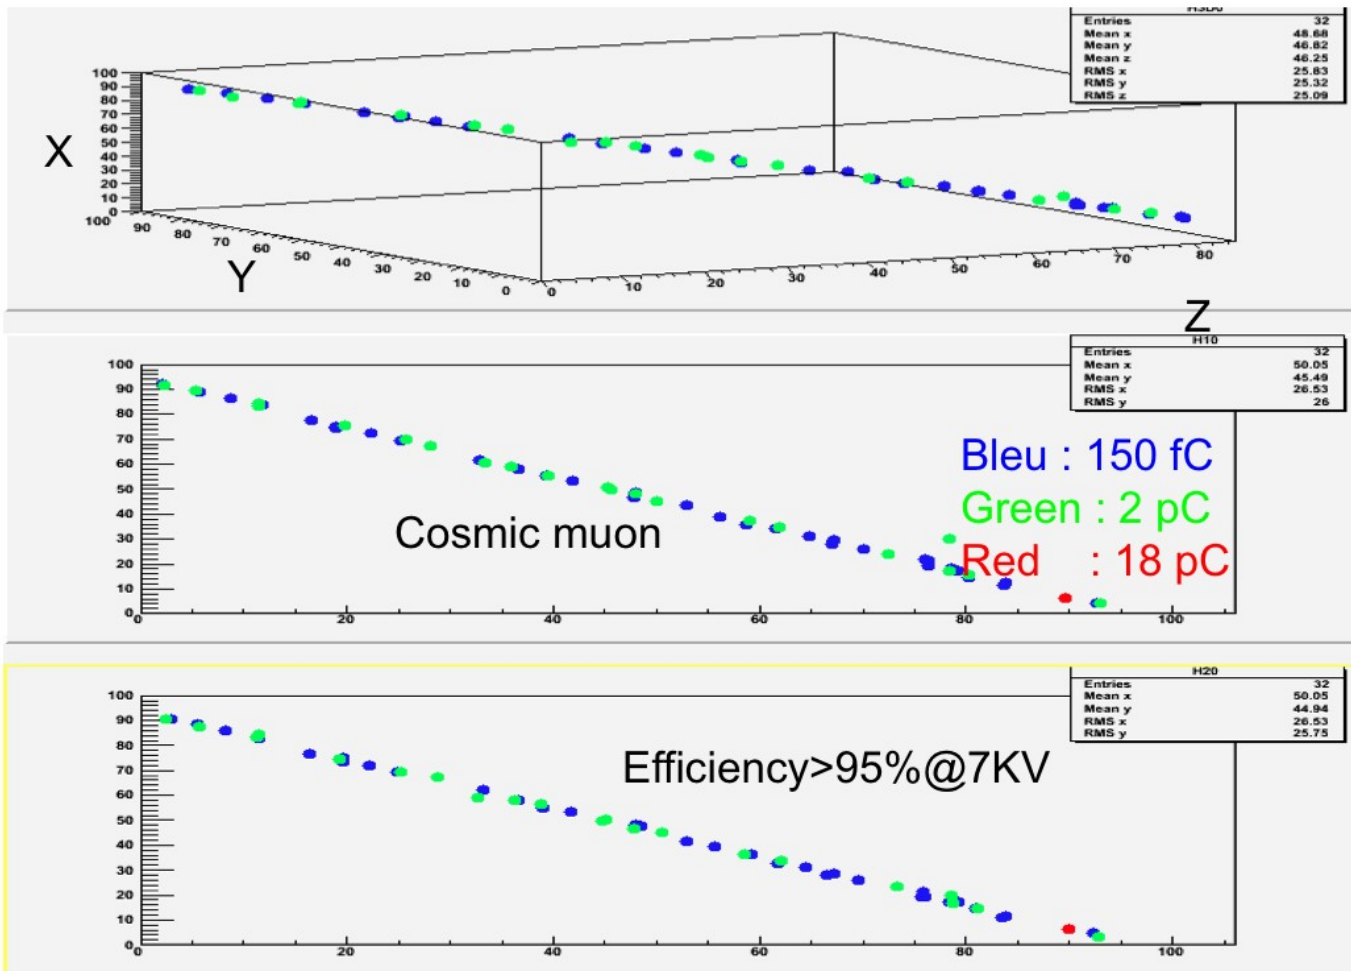 H3D0
Entries 32
Mean x 48.68
Mean y 46.82
Mean z 46.25
RMS x 25.83
RMS y 25.32
RMS z 25.09
100
90
80
70
60
50
40
30
20
10
0
X
100 90 80 70 60 50 40 30 20 10 0
Y
0 10 20 30 40 50 60 70 80
Z
H10
Entries 32
Mean x 50.05
Mean y 45.49
RMS x 26.53
RMS y 26
100
90
80
70
60
50
40
30
20
10
0
Bleu : 150 fC
Green : 2 pC
Red : 18 pC
Cosmic muon
0 20 40 60 80 100
H20
Entries 32
Mean x 50.05
Mean y 44.94
RMS x 26.53
RMS y 25.75
100
90
80
70
60
50
40
30
20
10
0
Efficiency>95%@7KV
0 20 40 60 80 100